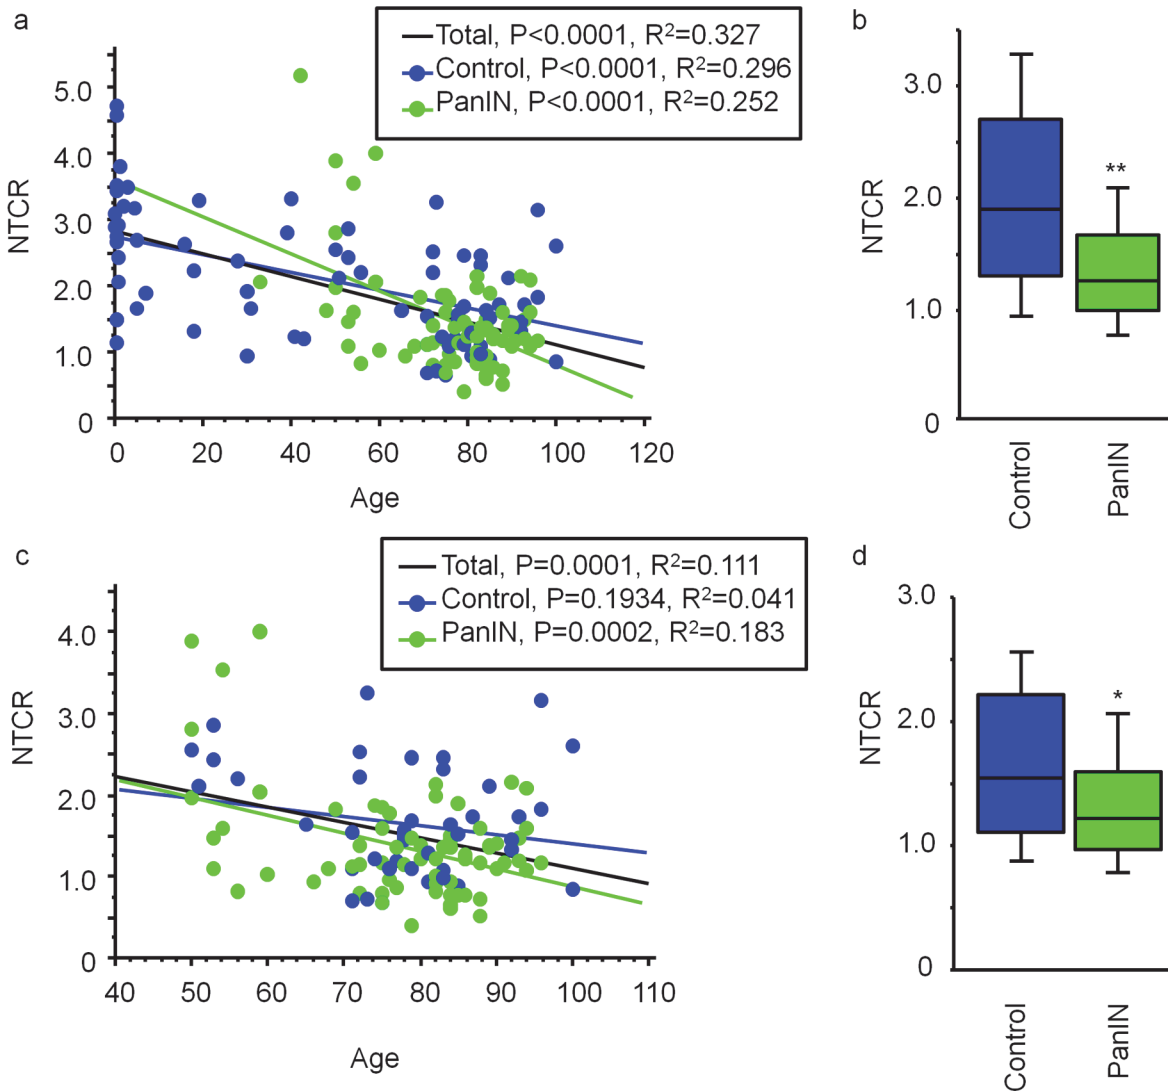 a
Total, P<0.0001, R²=0.327
Control, P<0.0001, R²=0.296
PanIN, P<0.0001, R²=0.252
NTCR
5.0
4.0
3.0
2.0
1.0
0
0 20 40 60 80 100 120
Age
b
NTCR
3.0
2.0
1.0
0
**
Control
PanIN
c
Total, P=0.0001, R²=0.111
Control, P=0.1934, R²=0.041
PanIN, P=0.0002, R²=0.183
NTCR
4.0
3.0
2.0
1.0
0
40 50 60 70 80 90 100 110
Age
d
NTCR
3.0
2.0
1.0
0
*
Control
PanIN